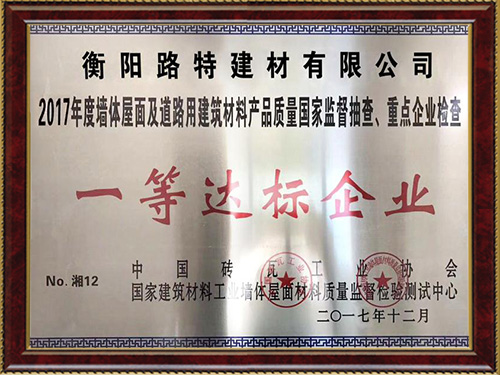 衡阳路特建材有限公司
2017年度墙体屋面及道路用建筑材料产品质量国家监督抽查、重点企业检查
一等达标企业
No. 湘12
中国砖瓦工业协会
国家建筑材料工业墙体屋面材料质量监督检验测试中心
二〇一七年十二月